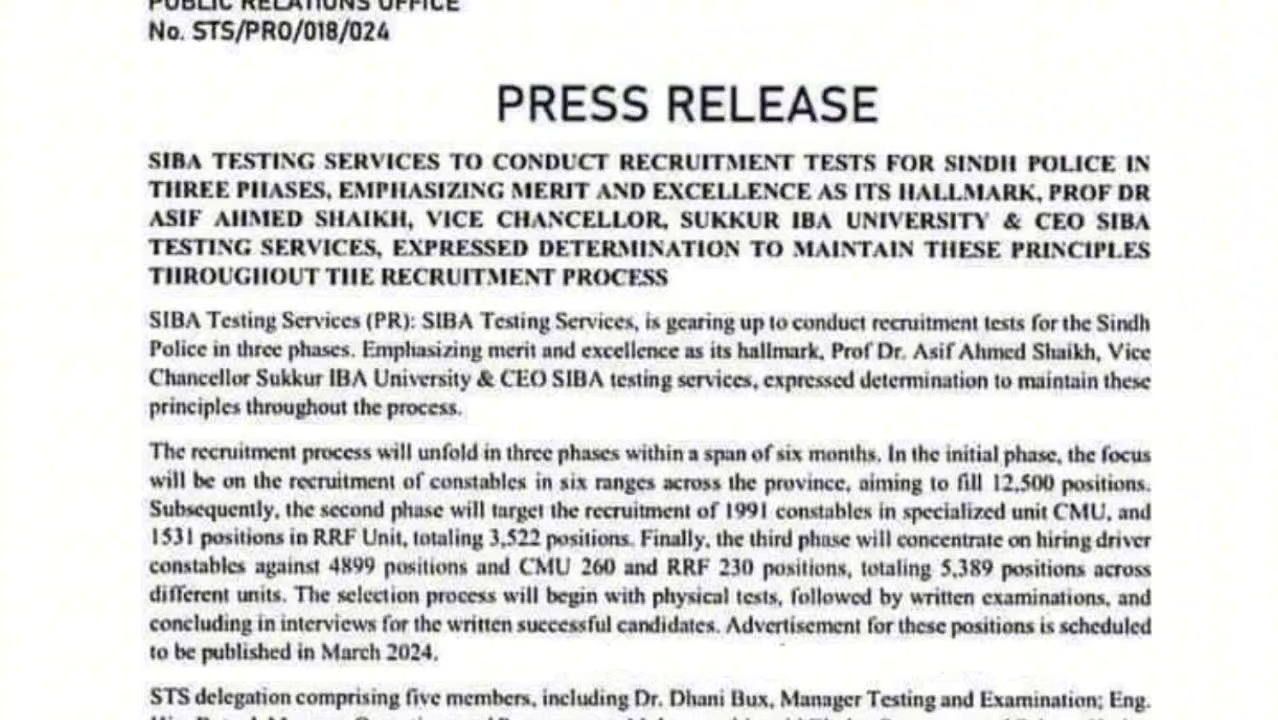 PUBLIC RELATIONS OFFICE
No. STS/PRO/018/024
PRESS RELEASE
SIBA TESTING SERVICES TO CONDUCT RECRUITMENT TESTS FOR SINDH POLICE IN
THREE PHASES, EMPHASIZING MERIT AND EXCELLENCE AS ITS HALLMARK, PROF DR
ASIF AHMED SHAIKH, VICE CHANCELLOR, SUKKUR IBA UNIVERSITY & CEO SIBA
TESTING SERVICES, EXPRESSED DETERMINATION TO MAINTAIN THESE PRINCIPLES
THROUGHOUT THE RECRUITMENT PROCESS
SIBA Testing Services (PR): SIBA Testing Services, is gearing up to conduct recruitment tests for the Sindh
Police in three phases. Emphasizing merit and excellence as its hallmark, Prof Dr. Asif Ahmed Shaikh, Vice
Chancellor Sukkur IBA University & CEO SIBA testing services, expressed determination to maintain these
principles throughout the process.
The recruitment process will unfold in three phases within a span of six months. In the initial phase, the focus
will be on the recruitment of constables in six ranges across the province, aiming to fill 12,500 positions.
Subsequently, the second phase will target the recruitment of 1991 constables in specialized unit CMU, and
1531 positions in RRF Unit, totaling 3,522 positions. Finally, the third phase will concentrate on hiring driver
constables against 4899 positions and CMU 260 and RRF 230 positions, totaling 5,389 positions across
different units. The selection process will begin with physical tests, followed by written examinations, and
concluding in interviews for the written successful candidates. Advertisement for these positions is scheduled
to be published in March 2024.
STS delegation comprising five members, including Dr. Dhani Bux, Manager Testing and Examination; Eng.